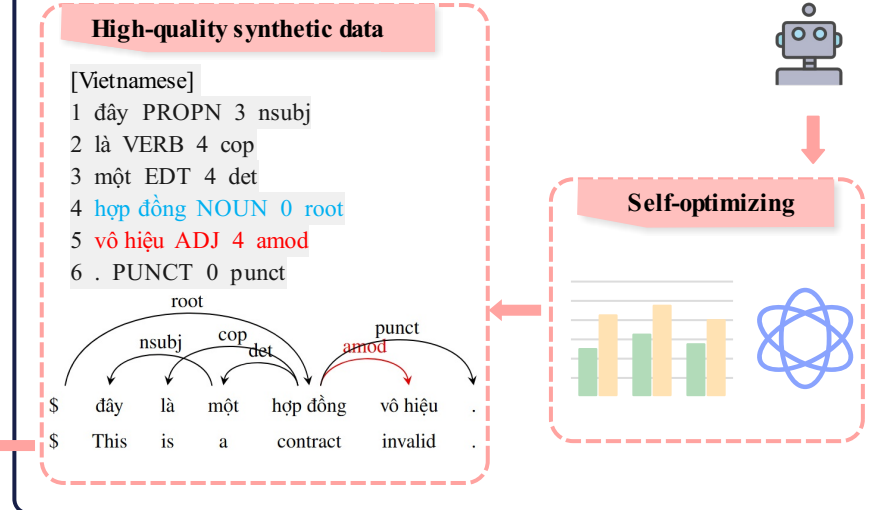 High-quality synthetic data
[Vietnamese]
1 đây PROPN 3 nsubj
2 là VERB 4 cop
3 một EDT 4 det
4 hợp đồng NOUN 0 root
5 vô hiệu ADJ 4 amod
6 . PUNCT 0 punct
root
nsubj cop det amod punct
$ đây là một hợp đồng vô hiệu .
$ This is a contract invalid .
Self-optimizing